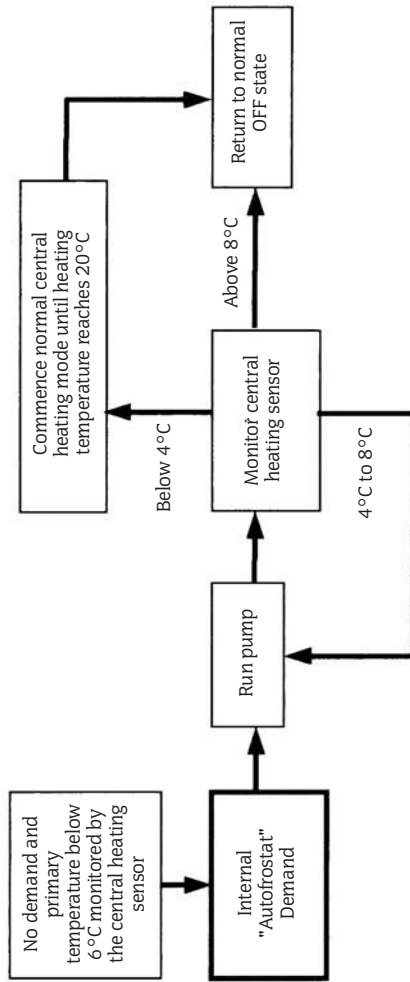 No demand and
primary
temperature below
6°C monitored by
the central heating
sensor
Internal
"Autofrostat"
Demand
Run pump
Monitor central
heating sensor
Below 4°C
4°C to 8°C
Above 8°C
Commence normal central
heating mode until heating
temperature reaches 20°C
Return to normal
OFF state